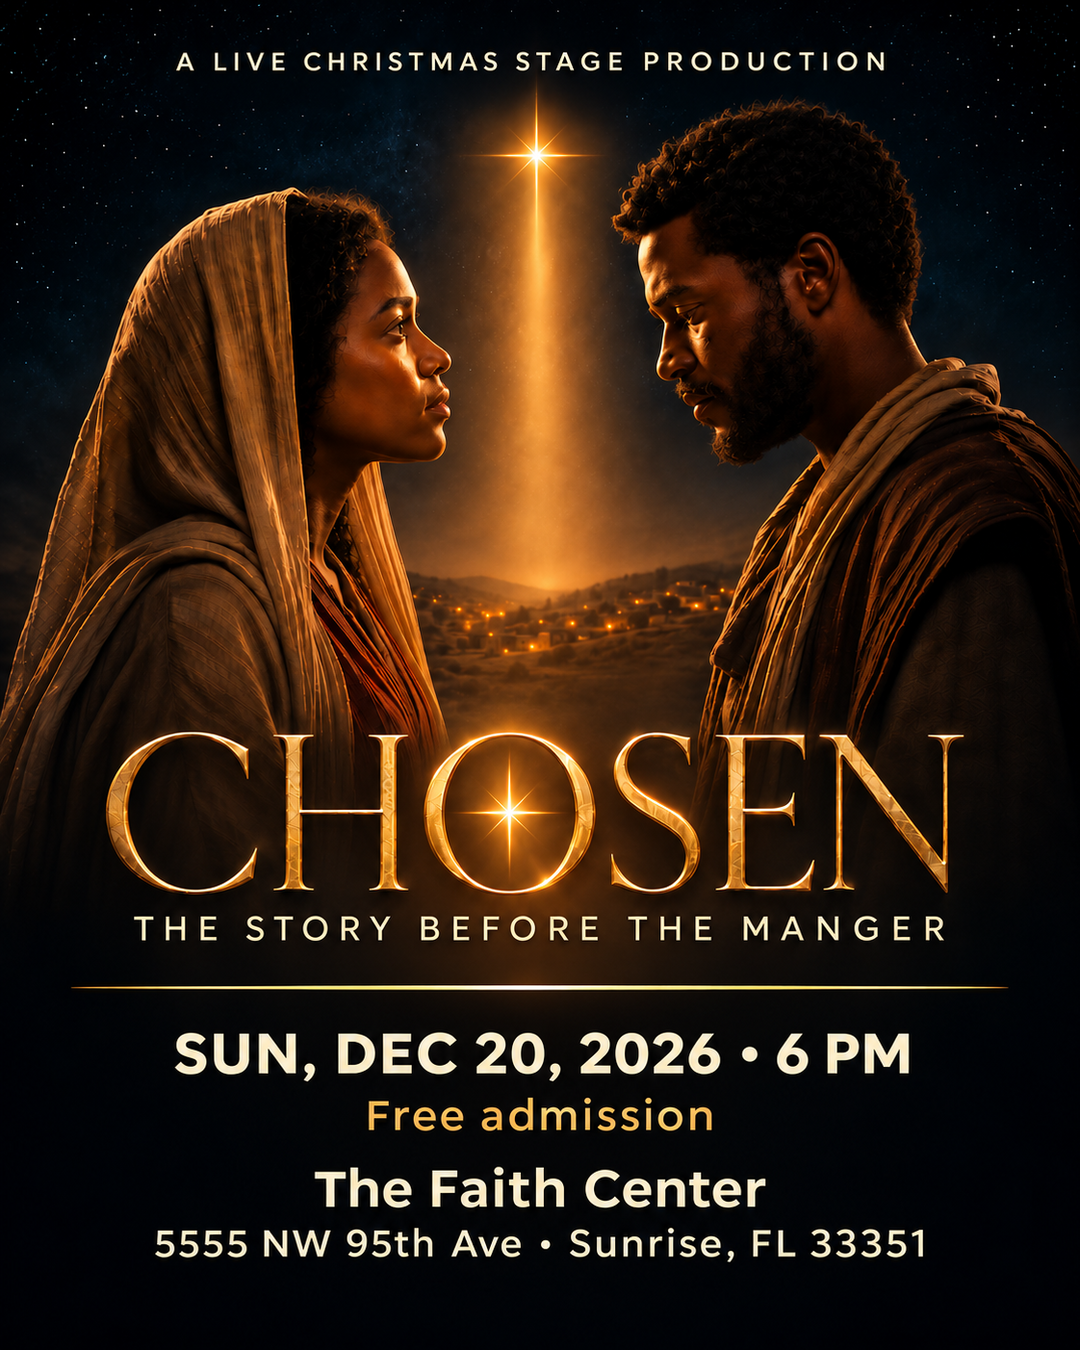 A LIVE CHRISTMAS STAGE PRODUCTION
CHOSEN
THE STORY BEFORE THE MANGER
SUN, DEC 20, 2026 • 6 PM
Free admission
The Faith Center
5555 NW 95th Ave • Sunrise, FL 33351